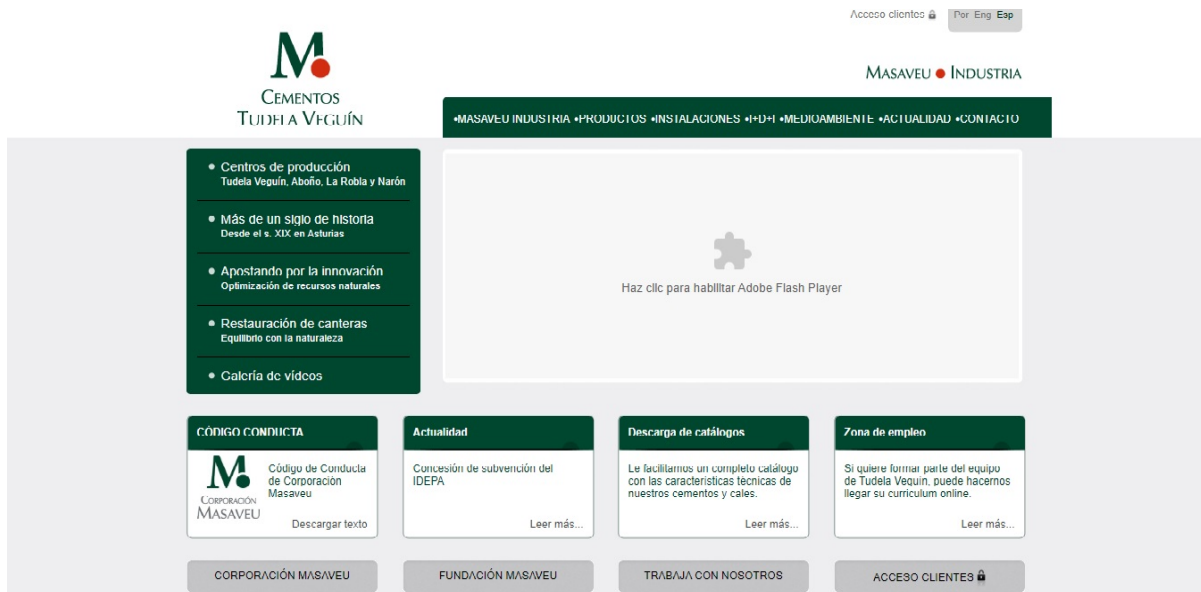 Acceso clientes
Por Eng Esp
M
CEMENTOS
TUDELA VEGUÍN
MASAVEU INDUSTRIA
•MASAVEU INDUSTRIA •PRODUCTOS •INSTALACIONES •I+D+I •MEDIOAMBIENTE •ACTUALIDAD •CONTACTO
Centros de producción
Tudela Veguín, Aboño, La Robla y Narón
Más de un siglo de historia
Desde el s. XIX en Asturias
Apostando por la innovación
Optimización de recursos naturales
Restauración de canteras
Equilibrio con la naturaleza
Galería de vídeos
Haz clic para habilitar Adobe Flash Player
CÓDIGO CONDUCTA
M
CORPORACIÓN
MASAVEU
Código de Conducta
de Corporación
Masaveu
Descargar texto
Actualidad
Concesión de subvención del
IDEPA
Leer más...
Descarga de catálogos
Le facilitamos un completo catálogo
con las características técnicas de
nuestros cementos y cales.
Leer más...
Zona de empleo
Si quiere formar parte del equipo
de Tudela Veguin, puede hacernos
llegar su curriculum online.
Leer más...
CORPORACIÓN MASAVEU
FUNDACIÓN MASAVEU
TRABAJA CON NOSOTROS
ACCESO CLIENTES